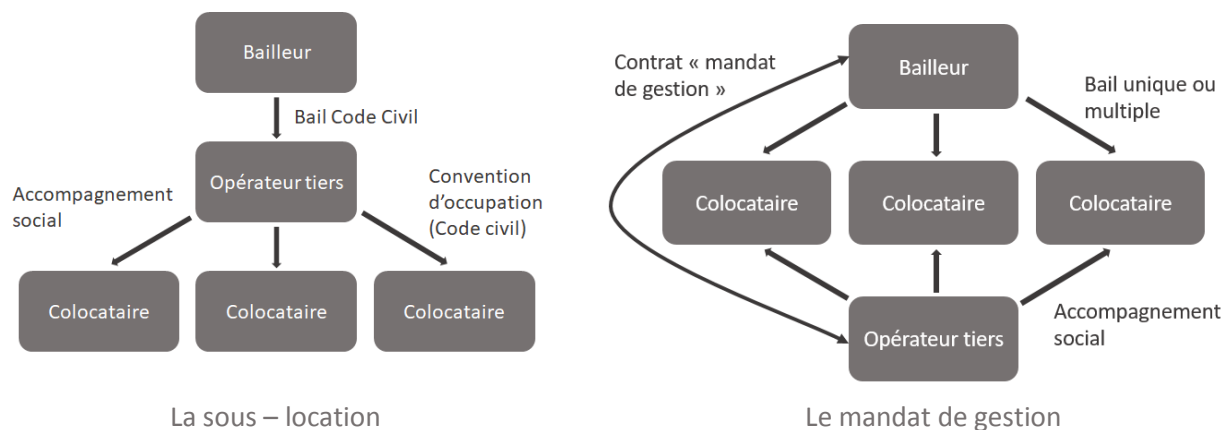 Bailleur
Bail Code Civil
Opérateur tiers
Accompagnement
social
Convention
d'occupation
(Code civil)
Colocataire
Colocataire
Colocataire
La sous – location
Contrat « mandat
de gestion »
Bailleur
Bail unique ou
multiple
Colocataire
Colocataire
Colocataire
Opérateur tiers
Accompagnement
social
Le mandat de gestion